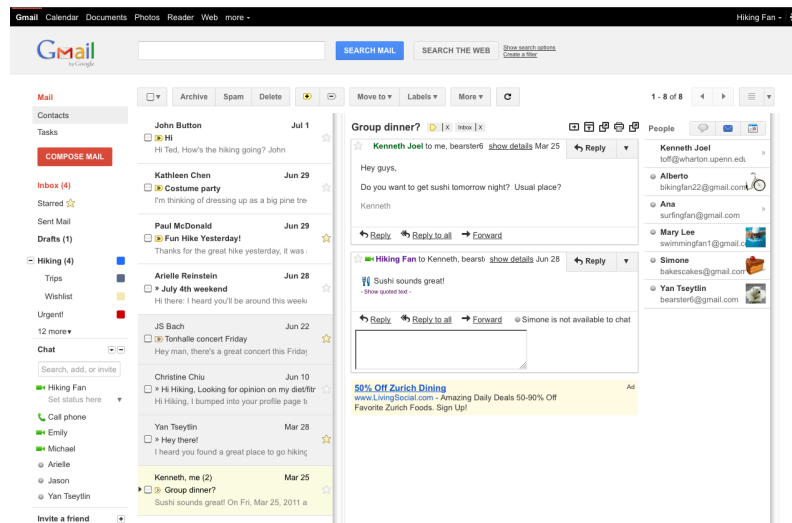 Gmail Calendar Documents Photos Reader Web more
Hiking Fan
Gmail
by Google
SEARCH MAIL
SEARCH THE WEB
Show search options
Create a filter
Mail
Contacts
Tasks
COMPOSE MAIL
Inbox (4)
Starred
Sent Mail
Drafts (1)
Hiking (4)
Trips
Wishlist
Urgent!
12 more
Chat
Search, add, or invite
Hiking Fan
Set status here
Call phone
Emily
Michael
Arielle
Jason
Yan Tseytlin
Invite a friend
Archive Spam Delete
Move to Labels More
1 - 8 of 8
John Button Jul 1
Hi
Hi Ted, How's the hiking going? John
Kathleen Chen Jun 29
Costume party
I'm thinking of dressing up as a big pine tre
Paul McDonald Jun 29
Fun Hike Yesterday!
Thanks for the great hike yesterday, it was
Arielle Reinstein Jun 28
» July 4th weekend
Hi there: I heard you'll be around this
JS Bach Jun 22
Tonhalle concert Friday
Hey man, there's a great concert this Friday
Christine Chiu Jun 10
» Hi Hiking, Looking for opinion on my diet/fitr
Hi Hiking, I bumped into your profile page
Yan Tseytlin Mar 28
» Hey there!
I heard you found a great place to go hiking
Kenneth, me (2) Mar 25
Group dinner?
Sushi sounds great! On Fri, Mar 25, 2011 a
Group dinner? | X Inbox | X
Kenneth Joel to me, bearster6 show details Mar 25 Reply
Hey guys,
Do you want to get sushi tomorrow night? Usual place?
Kenneth
Reply Reply to all Forward
Hiking Fan to Kenneth, bearst show details Jun 28 Reply
Sushi sounds great!
- Show quoted text -
Reply Reply to all Forward Simone is not available to chat
50% Off Zurich Dining Ad
www.LivingSocial.com - Amazing Daily Deals 50-90% Off
Favorite Zurich Foods. Sign Up!
People
Kenneth Joel »
toff@wharton.upenn.edu
Alberto
bikingfan22@gmail.com
Ana »
surfingfan@gmail.com
Mary Lee
swimmingfan1@gmail.c
Simone
bakescakes@gmail.com
Yan Tseytlin
bearster6@gmail.com